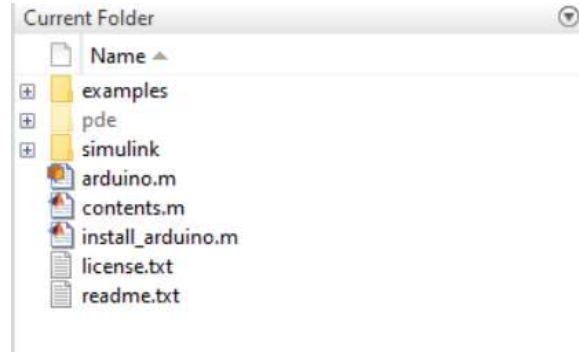 Current Folder
Name
examples
pde
simulink
arduino.m
contents.m
install_arduino.m
license.txt
readme.txt